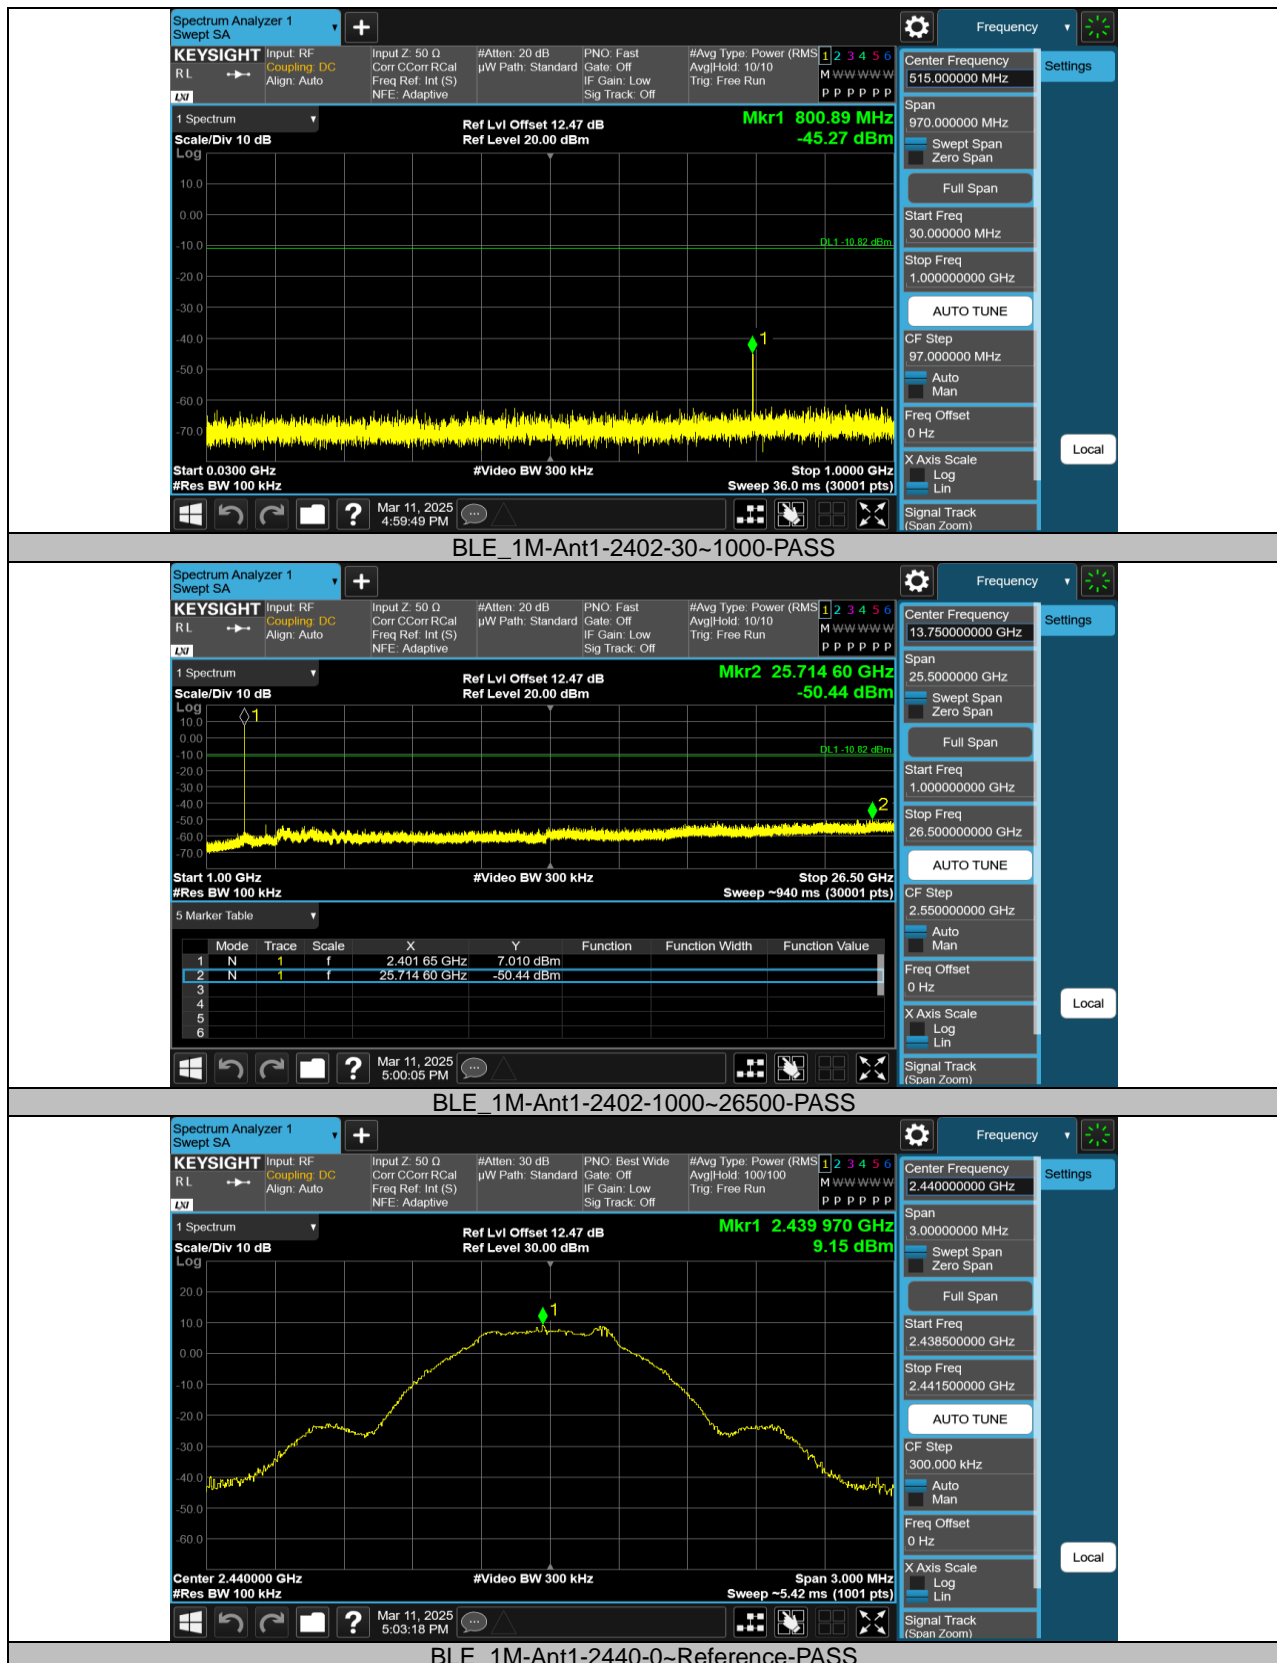 Spectrum Analyzer 1
Swept SA
Frequency
KEYSIGHT
R L
LXI
Input: RF
Coupling: DC
Align: Auto
Input Z: 50 Ω
Corr CCorr RCal
Freq Ref: Int (S)
NFE: Adaptive
#Atten: 20 dB
µW Path: Standard
PNO: Fast
Gate: Off
IF Gain: Low
Sig Track: Off
#Avg Type: Power (RMS
Avg|Hold: 10/10
Trig: Free Run
1 2 3 4 5 6
M W W W W W
P P P P P P
Center Frequency
515.000000 MHz
Settings
Span
970.000000 MHz
Swept Span
Zero Span
Full Span
Start Freq
30.000000 MHz
Stop Freq
1.000000000 GHz
AUTO TUNE
CF Step
97.000000 MHz
Auto
Man
Freq Offset
0 Hz
X Axis Scale
Log
Lin
Signal Track
(Span Zoom)
Local
1 Spectrum
Scale/Div 10 dB
Log
Ref Lvl Offset 12.47 dB
Ref Level 20.00 dBm
Mkr1 800.89 MHz
-45.27 dBm
10.0
0.00
-10.0
-20.0
-30.0
-40.0
-50.0
-60.0
-70.0
DL1 -10.82 dBm
1
Start 0.0300 GHz
#Res BW 100 kHz
#Video BW 300 kHz
Stop 1.0000 GHz
Sweep 36.0 ms (30001 pts)
Mar 11, 2025
4:59:49 PM
BLE_1M-Ant1-2402-30~1000-PASS
Spectrum Analyzer 1
Swept SA
Frequency
KEYSIGHT
R L
LXI
Input: RF
Coupling: DC
Align: Auto
Input Z: 50 Ω
Corr CCorr RCal
Freq Ref: Int (S)
NFE: Adaptive
#Atten: 20 dB
µW Path: Standard
PNO: Fast
Gate: Off
IF Gain: Low
Sig Track: Off
#Avg Type: Power (RMS
Avg|Hold: 10/10
Trig: Free Run
1 2 3 4 5 6
M W W W W W
P P P P P P
Center Frequency
13.750000000 GHz
Settings
Span
25.5000000 GHz
Swept Span
Zero Span
Full Span
Start Freq
1.000000000 GHz
Stop Freq
26.500000000 GHz
AUTO TUNE
CF Step
2.550000000 GHz
Auto
Man
Freq Offset
0 Hz
X Axis Scale
Log
Lin
Signal Track
(Span Zoom)
Local
1 Spectrum
Scale/Div 10 dB
Log
Ref Lvl Offset 12.47 dB
Ref Level 20.00 dBm
Mkr2 25.714 60 GHz
-50.44 dBm
10.0
0.00
-10.0
-20.0
-30.0
-40.0
-50.0
-60.0
-70.0
DL1 -10.82 dBm
1
2
Start 1.00 GHz
#Res BW 100 kHz
#Video BW 300 kHz
Stop 26.50 GHz
Sweep ~940 ms (30001 pts)
5 Marker Table
Mode Trace Scale X Y Function Function Width Function Value
1 N 1 f 2.401 65 GHz 7.010 dBm
2 N 1 f 25.714 60 GHz -50.44 dBm
3
4
5
6
Mar 11, 2025
5:00:05 PM
BLE_1M-Ant1-2402-1000~26500-PASS
Spectrum Analyzer 1
Swept SA
Frequency
KEYSIGHT
R L
LXI
Input: RF
Coupling: DC
Align: Auto
Input Z: 50 Ω
Corr CCorr RCal
Freq Ref: Int (S)
NFE: Adaptive
#Atten: 30 dB
µW Path: Standard
PNO: Best Wide
Gate: Off
IF Gain: Low
Sig Track: Off
#Avg Type: Power (RMS
Avg|Hold: 100/100
Trig: Free Run
1 2 3 4 5 6
M W W W W W
P P P P P P
Center Frequency
2.440000000 GHz
Settings
Span
3.00000000 MHz
Swept Span
Zero Span
Full Span
Start Freq
2.438500000 GHz
Stop Freq
2.441500000 GHz
AUTO TUNE
CF Step
300.000 kHz
Auto
Man
Freq Offset
0 Hz
X Axis Scale
Log
Lin
Signal Track
(Span Zoom)
Local
1 Spectrum
Scale/Div 10 dB
Log
Ref Lvl Offset 12.47 dB
Ref Level 30.00 dBm
Mkr1 2.439 970 GHz
9.15 dBm
20.0
10.0
0.00
-10.0
-20.0
-30.0
-40.0
-50.0
-60.0
1
Center 2.440000 GHz
#Res BW 100 kHz
#Video BW 300 kHz
Span 3.000 MHz
Sweep ~5.42 ms (1001 pts)
Mar 11, 2025
5:03:18 PM
BLE_1M-Ant1-2440-0~Reference-PASS